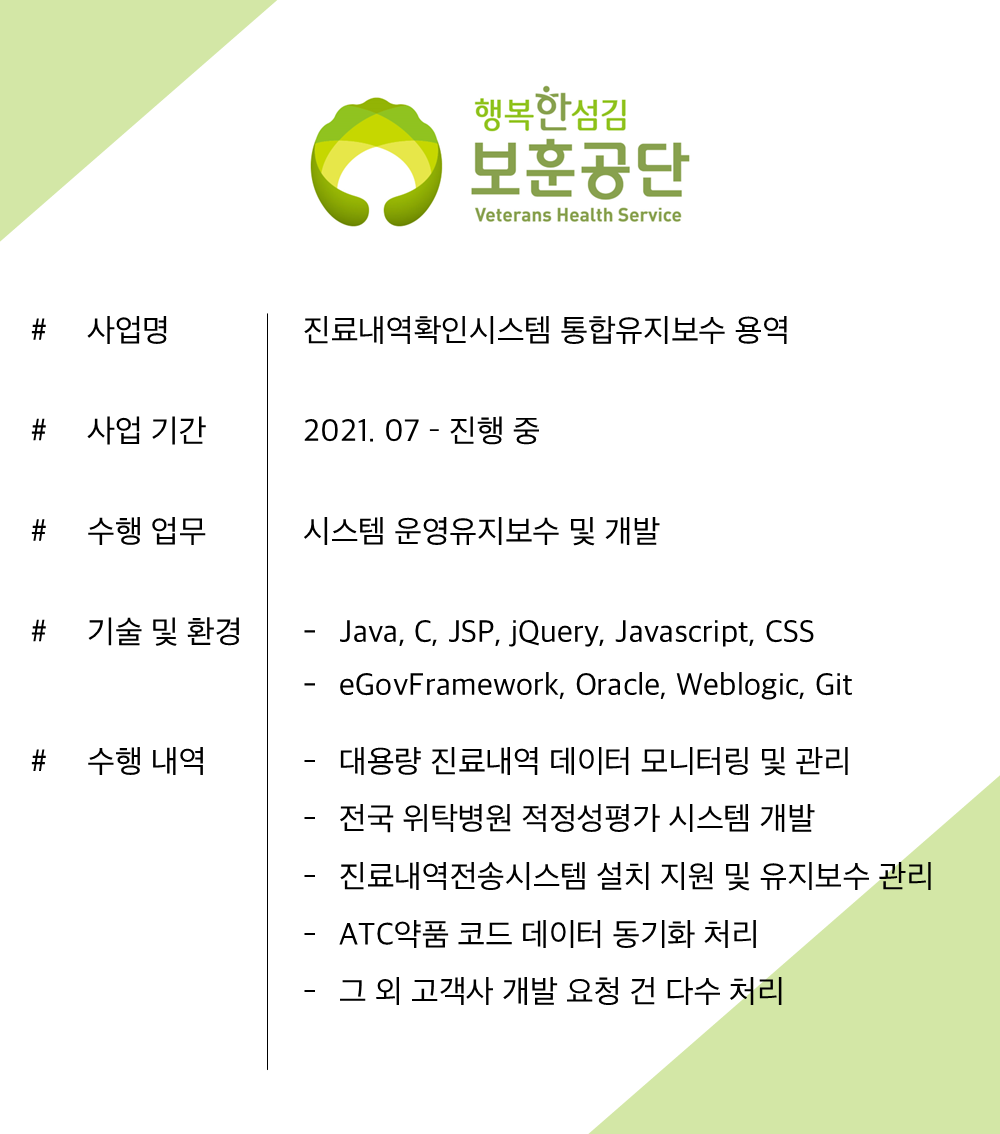 행복한섬김
보훈공단
Veterans Health Service
# 사업명 진료내역확인시스템 통합유지보수 용역
# 사업 기간 2021. 07 - 진행 중
# 수행 업무 시스템 운영유지보수 및 개발
# 기술 및 환경 - Java, C, JSP, jQuery, Javascript, CSS
- eGovFramework, Oracle, Weblogic, Git
# 수행 내역 - 대용량 진료내역 데이터 모니터링 및 관리
- 전국 위탁병원 적정성평가 시스템 개발
- 진료내역전송시스템 설치 지원 및 유지보수 관리
- ATC약품 코드 데이터 동기화 처리
- 그 외 고객사 개발 요청 건 다수 처리